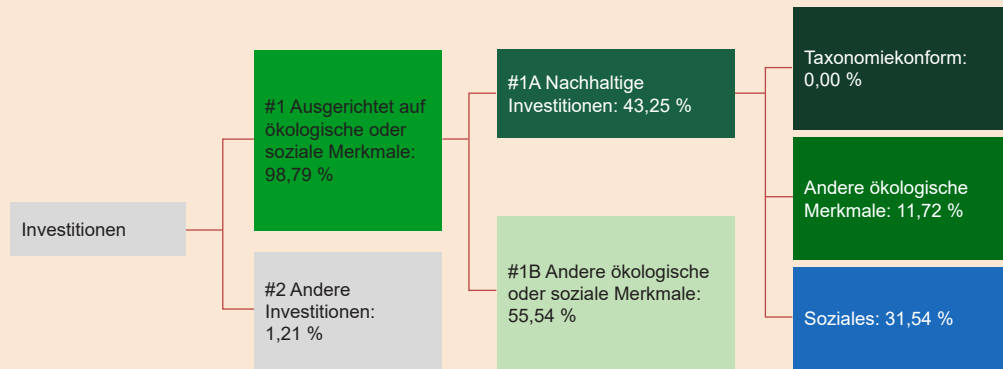 Investitionen
#1 Ausgerichtet auf
ökologische oder
soziale Merkmale:
98,79 %
#2 Andere
Investitionen:
1,21 %
#1A Nachhaltige
Investitionen: 43,25 %
#1B Andere ökologische
oder soziale Merkmale:
55,54 %
Taxonomiekonform:
0,00 %
Andere ökologische
Merkmale: 11,72 %
Soziales: 31,54 %